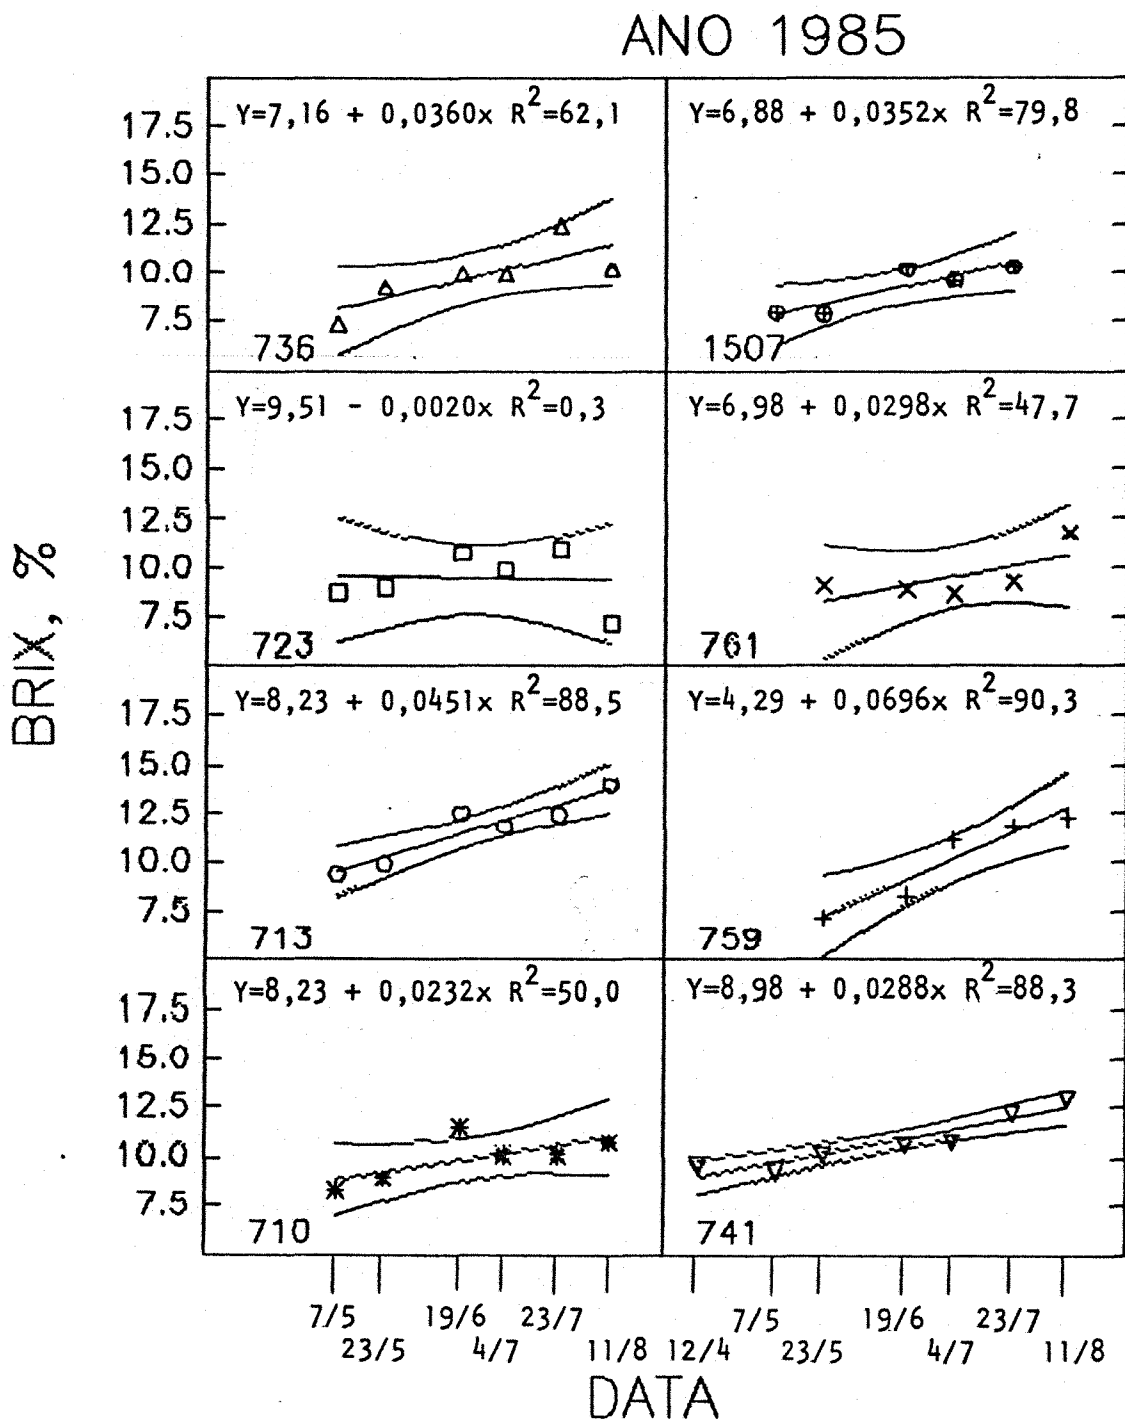 ANO 1985
BRIX, %
Y=7,16 + 0,0360x R²=62,1
17.5
15.0
12.5
10.0
7.5
736
Y=6,88 + 0,0352x R²=79,8
1507
Y=9,51 - 0,0020x R²=0,3
17.5
15.0
12.5
10.0
7.5
723
Y=6,98 + 0,0298x R²=47,7
761
Y=8,23 + 0,0451x R²=88,5
17.5
15.0
12.5
10.0
7.5
713
Y=4,29 + 0,0696x R²=90,3
759
Y=8,23 + 0,0232x R²=50,0
17.5
15.0
12.5
10.0
7.5
710
Y=8,98 + 0,0288x R²=88,3
741
7/5 19/6 23/7 7/5 19/6 23/7
23/5 4/7 11/8 12/4 23/5 4/7 11/8
DATA